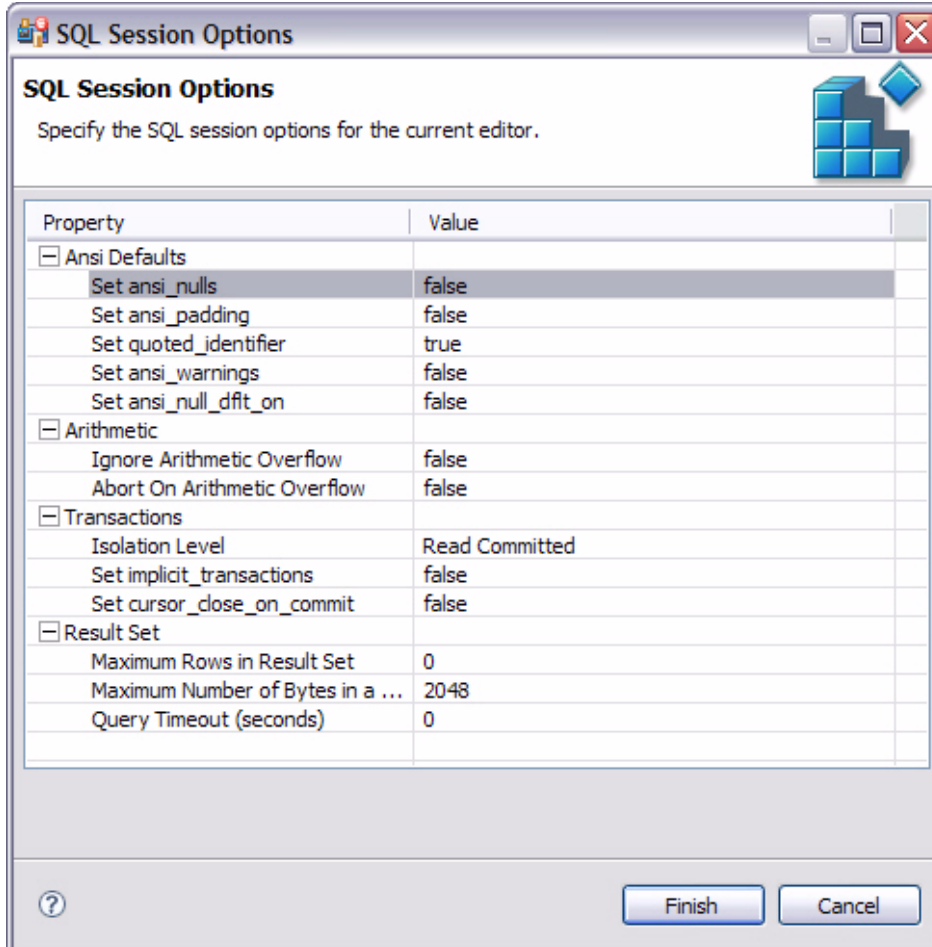 SQL Session Options
SQL Session Options
Specify the SQL session options for the current editor.
Property Value
Ansi Defaults
Set ansi_nulls false
Set ansi_padding false
Set quoted_identifier true
Set ansi_warnings false
Set ansi_null_dflt_on false
Arithmetic
Ignore Arithmetic Overflow false
Abort On Arithmetic Overflow false
Transactions
Isolation Level Read Committed
Set implicit_transactions false
Set cursor_close_on_commit false
Result Set
Maximum Rows in Result Set 0
Maximum Number of Bytes in a ... 2048
Query Timeout (seconds) 0
? Finish Cancel